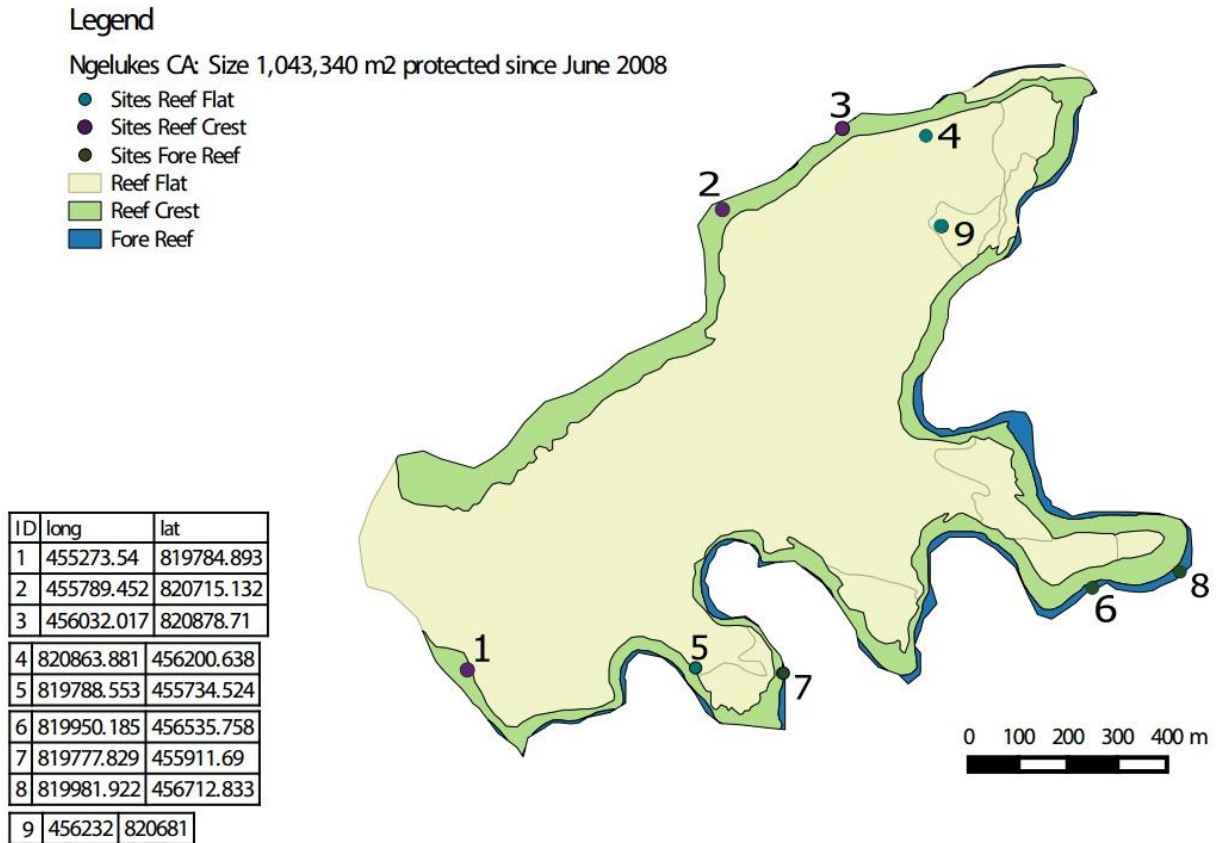 Legend
Ngelukes CA: Size 1,043,340 m2 protected since June 2008
Sites Reef Flat
Sites Reef Crest
Sites Fore Reef
Reef Flat
Reef Crest
Fore Reef
3
4
2
9
1
5
7
6
8
ID long lat
1 455273.54 819784.893
2 455789.452 820715.132
3 456032.017 820878.71
4 820863.881 456200.638
5 819788.553 455734.524
6 819950.185 456535.758
7 819777.829 455911.69
8 819981.922 456712.833
9 456232 820681
0 100 200 300 400 m